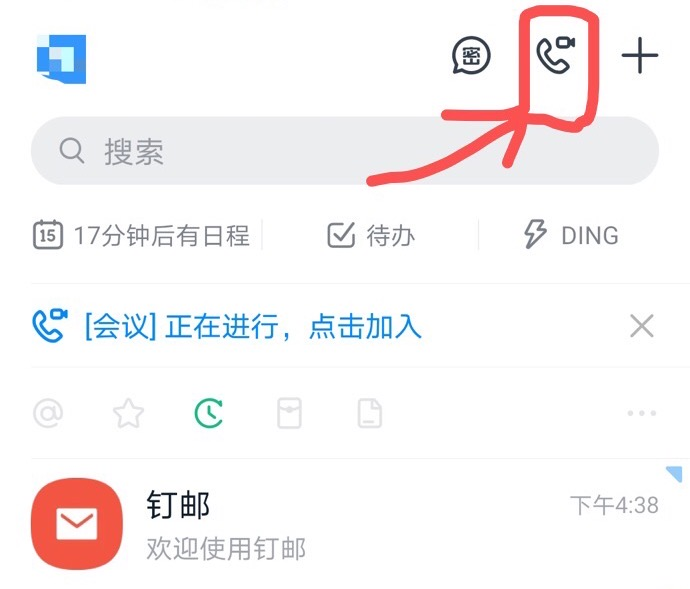 密
搜索
15 17分钟后有日程 待办 DING
[会议] 正在进行，点击加入
钉邮 下午4:38
欢迎使用钉邮